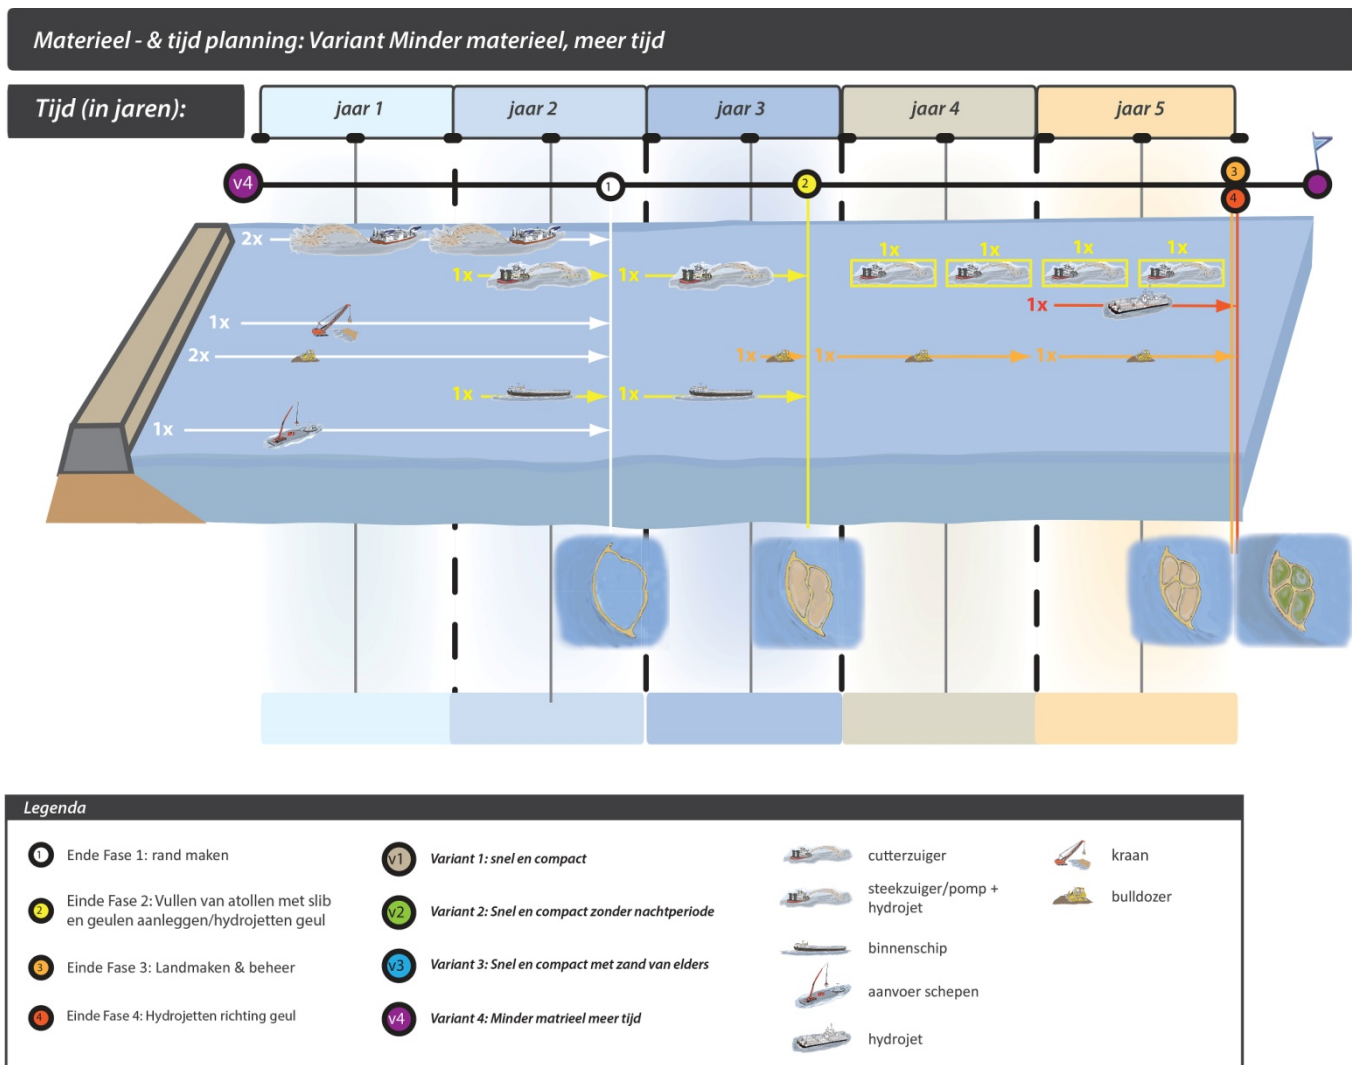 Materieel - & tijd planning: Variant Minder materieel, meer tijd
Tijd (in jaren):
jaar 1
jaar 2
jaar 3
jaar 4
jaar 5
v4
1
2
3
4
2x
1x
1x
1x
1x
1x
1x
1x
1x
2x
1x
1x
1x
1x
1x
1x
Legenda
1
Ende Fase 1: rand maken
2
Einde Fase 2: Vullen van atollen met slib
en geulen aanleggen/hydrojetten geul
3
Einde Fase 3: Landmaken & beheer
4
Einde Fase 4: Hydrojetten richting geul
v1
Variant 1: snel en compact
v2
Variant 2: Snel en compact zonder nachtperiode
v3
Variant 3: Snel en compact met zand van elders
v4
Variant 4: Minder matrieel meer tijd
cutterzuiger
steekzuiger/pomp +
hydrojet
binnenschip
aanvoer schepen
hydrojet
kraan
bulldozer